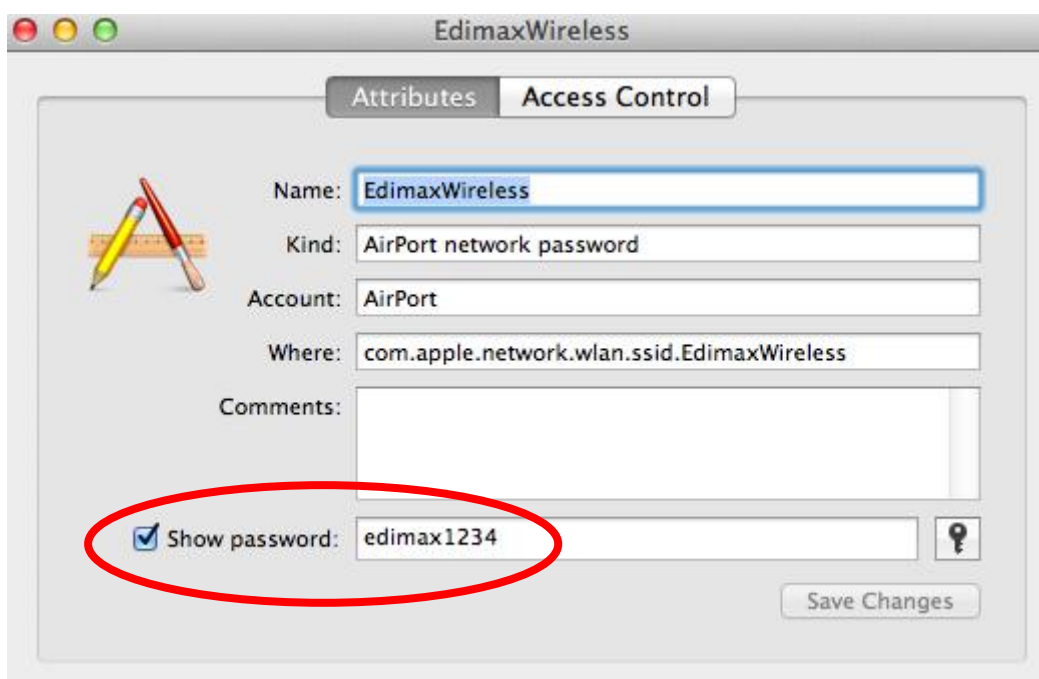 EdimaxWireless
Attributes Access Control
Name: EdimaxWireless
Kind: AirPort network password
Account: AirPort
Where: com.apple.network.wlan.ssid.EdimaxWireless
Comments:
Show password: edimax1234
Save Changes